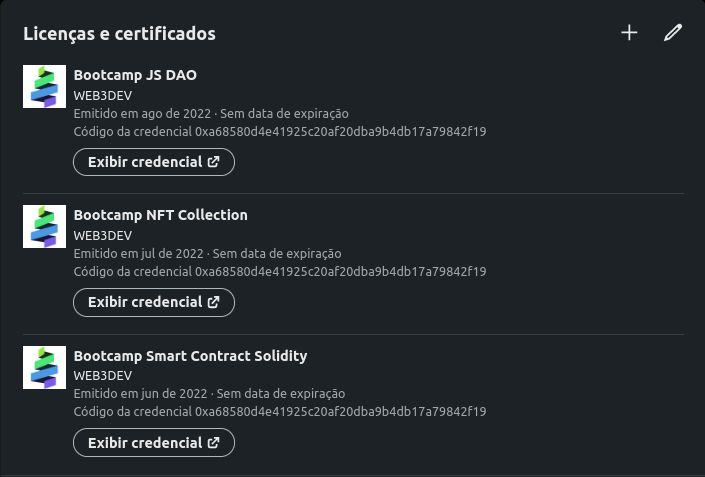 Licenças e certificados
Bootcamp JS DAO
WEB3DEV
Emitido em ago de 2022 · Sem data de expiração
Código da credencial 0xa68580d4e41925c20af20dba9b4db17a79842f19
Exibir credencial
Bootcamp NFT Collection
WEB3DEV
Emitido em jul de 2022 · Sem data de expiração
Código da credencial 0xa68580d4e41925c20af20dba9b4db17a79842f19
Exibir credencial
Bootcamp Smart Contract Solidity
WEB3DEV
Emitido em jun de 2022 · Sem data de expiração
Código da credencial 0xa68580d4e41925c20af20dba9b4db17a79842f19
Exibir credencial